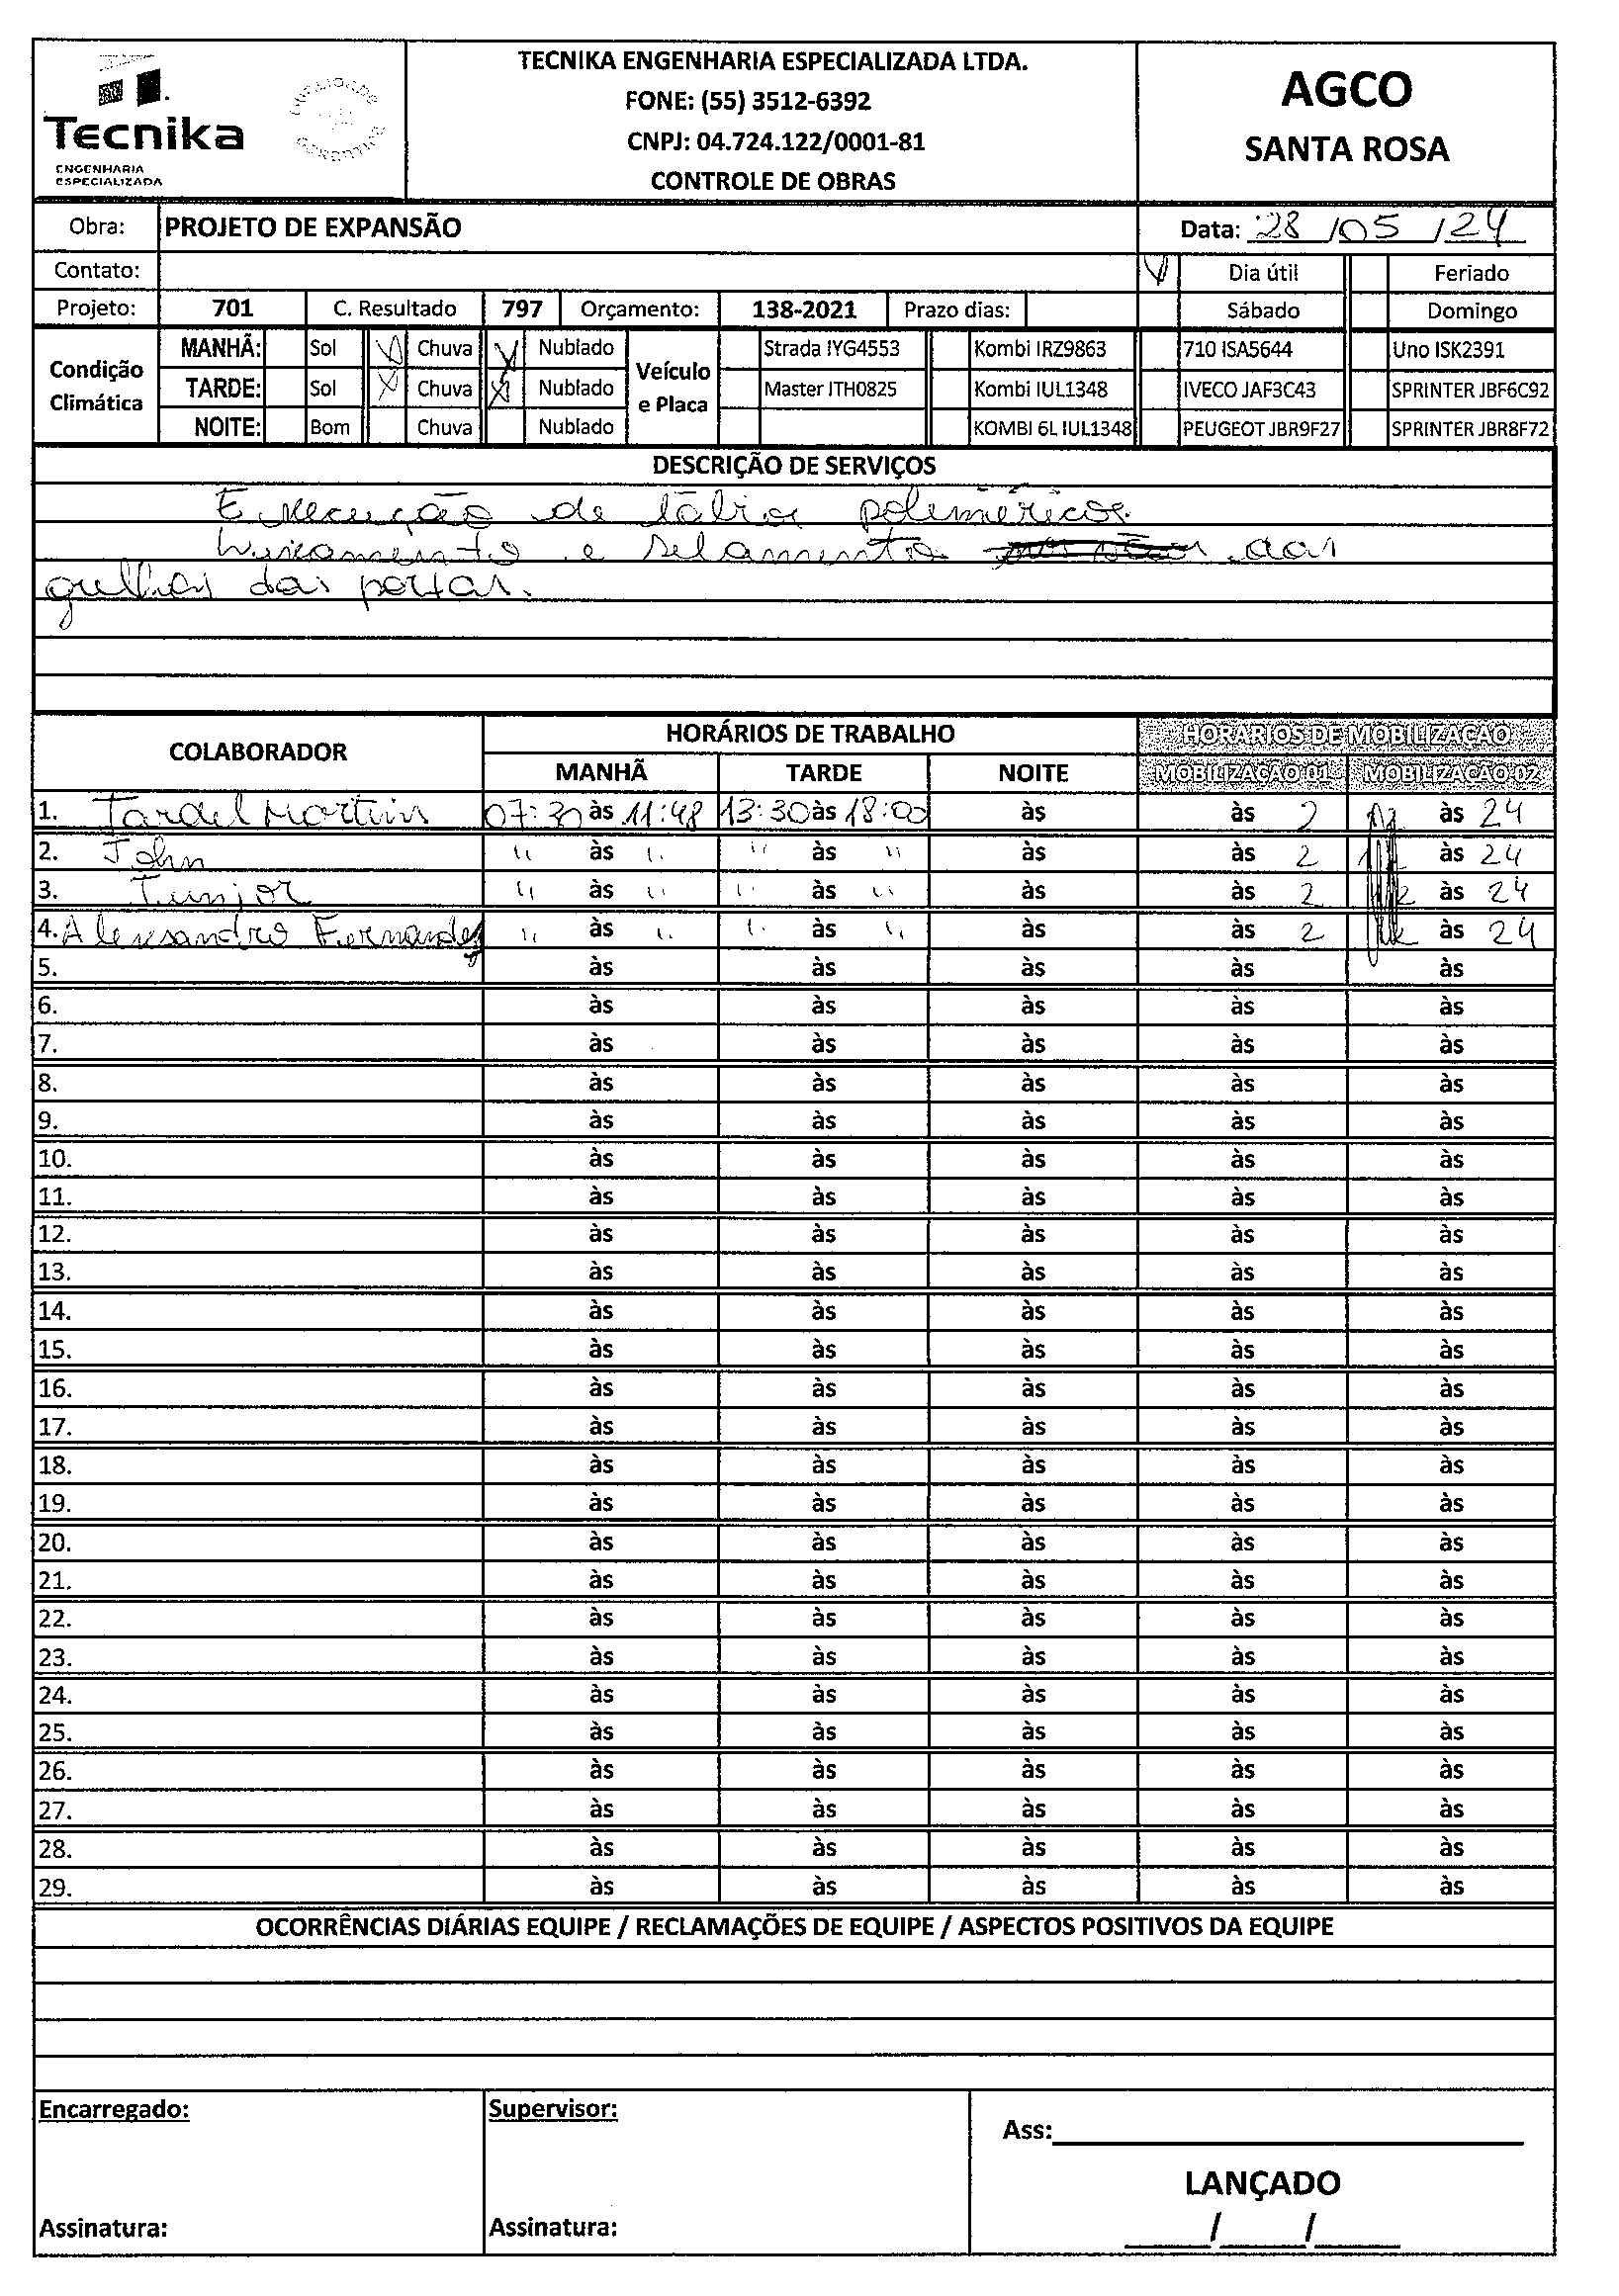 Tecnika
ENGENHARIA
ESPECIALIZADA
TECNIKA ENGENHARIA ESPECIALIZADA LTDA.
FONE: (55) 3512-6392
CNPJ: 04.724.122/0001-81
CONTROLE DE OBRAS
AGCO
SANTA ROSA
Obra: PROJETO DE EXPANSÃO Data: 28/05/24
Contato: Dia útil Feriado
Projeto: 701 C. Resultado 797 Orçamento: 138-2021 Prazo dias: Sábado Domingo
Condição Climática
MANHÃ: Sol Chuva Nublado
TARDE: Sol Chuva Nublado
NOITE: Bom Chuva Nublado
Veículo e Placa
Strada IYG4553 Kombi IRZ9863 710 ISA5644 Uno ISK2391
Master ITH0825 Kombi IUL1348 IVECO JAF3C43 SPRINTER JBF6C92
KOMBI 6L IUL1348 PEUGEOT JBR9F27 SPRINTER JBR8F72
DESCRIÇÃO DE SERVIÇOS
Execução de lábios poliméricos.
e selamento das
grelhas das portas.
COLABORADOR HORÁRIOS DE TRABALHO HORÁRIOS DE MOBILIZAÇÃO
MANHÃ TARDE NOITE MOBILIZAÇÃO 01 MOBILIZAÇÃO 02
1. Tardel Martins 07:30 às 11:48 13:30 às 18:00 às às 2 às 24
2. John " às " " às " às às 2 às 24
3. Junior " às " " às " às às 2 às 24
4. Alexsandro Fernandes " às " " às " às às 2 às 24
5. às às às às às
6. às às às às às
7. às às às às às
8. às às às às às
9. às às às às às
10. às às às às às
11. às às às às às
12. às às às às às
13. às às às às às
14. às às às às às
15. às às às às às
16. às às às às às
17. às às às às às
18. às às às às às
19. às às às às às
20. às às às às às
21. às às às às às
22. às às às às às
23. às às às às às
24. às às às às às
25. às às às às às
26. às às às às às
27. às às às às às
28. às às às às às
29. às às às às às
OCORRÊNCIAS DIÁRIAS EQUIPE / RECLAMAÇÕES DE EQUIPE / ASPECTOS POSITIVOS DA EQUIPE
Encarregado: Supervisor:
Ass:
LANÇADO
Assinatura: Assinatura: / /